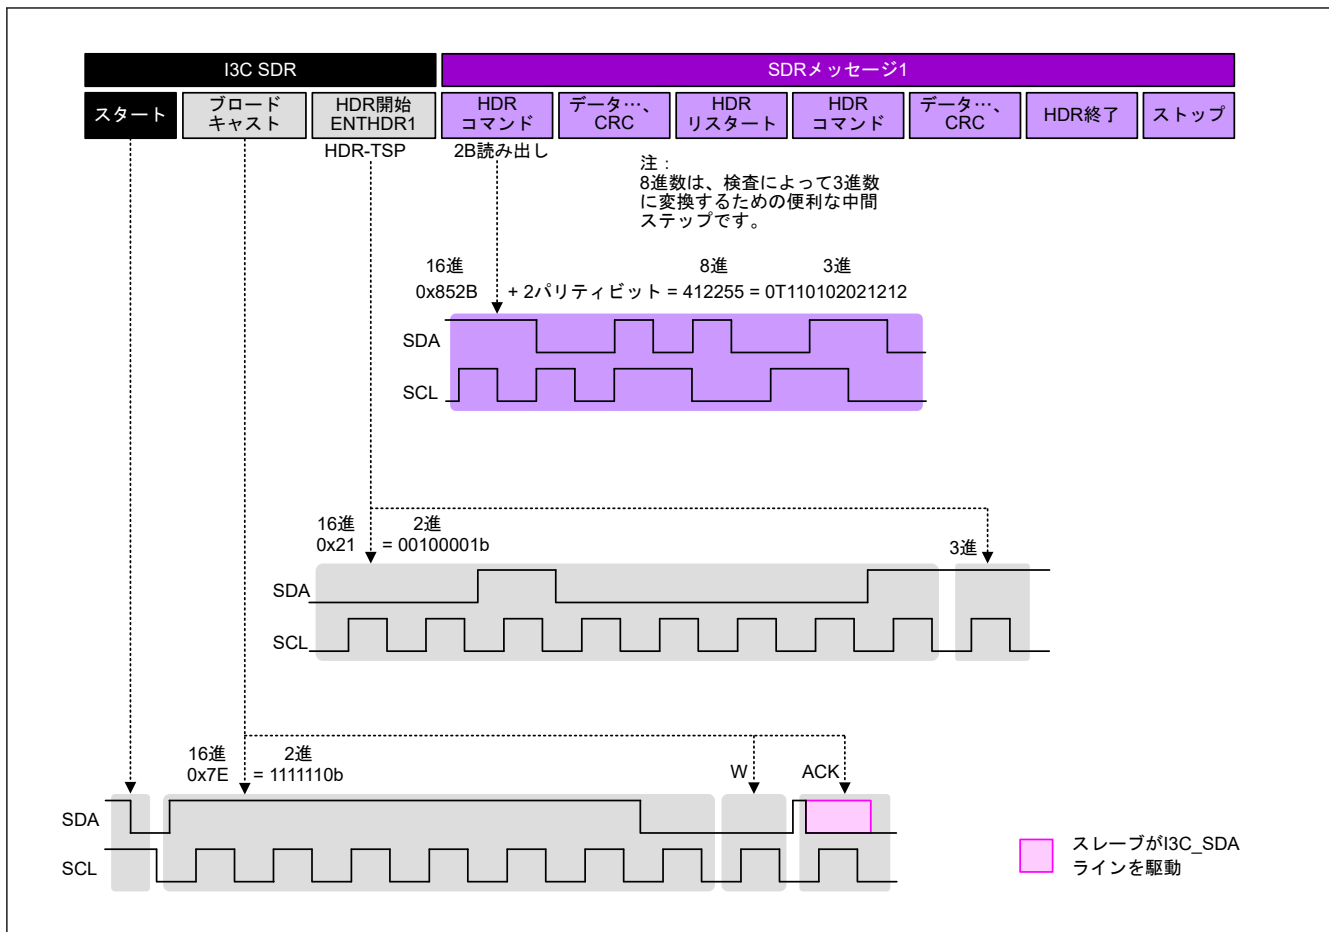 I3C SDR
SDRメッセージ1
スタート
ブロード
キャスト
HDR開始
ENTHDR1
HDR
コマンド
データ…、
CRC
HDR
リスタート
HDR
コマンド
データ…、
CRC
HDR終了
ストップ
HDR-TSP
2B読み出し
注：
8進数は、検査によって3進数
に変換するための便利な中間
ステップです。
16進
8進
3進
0x852B + 2パリティビット = 412255 = 0T110102021212
SDA
SCL
16進
2進
0x21 = 00100001b
3進
SDA
SCL
16進
2進
0x7E = 1111110b
W
ACK
SDA
SCL
スレーブがI3C_SDA
ラインを駆動